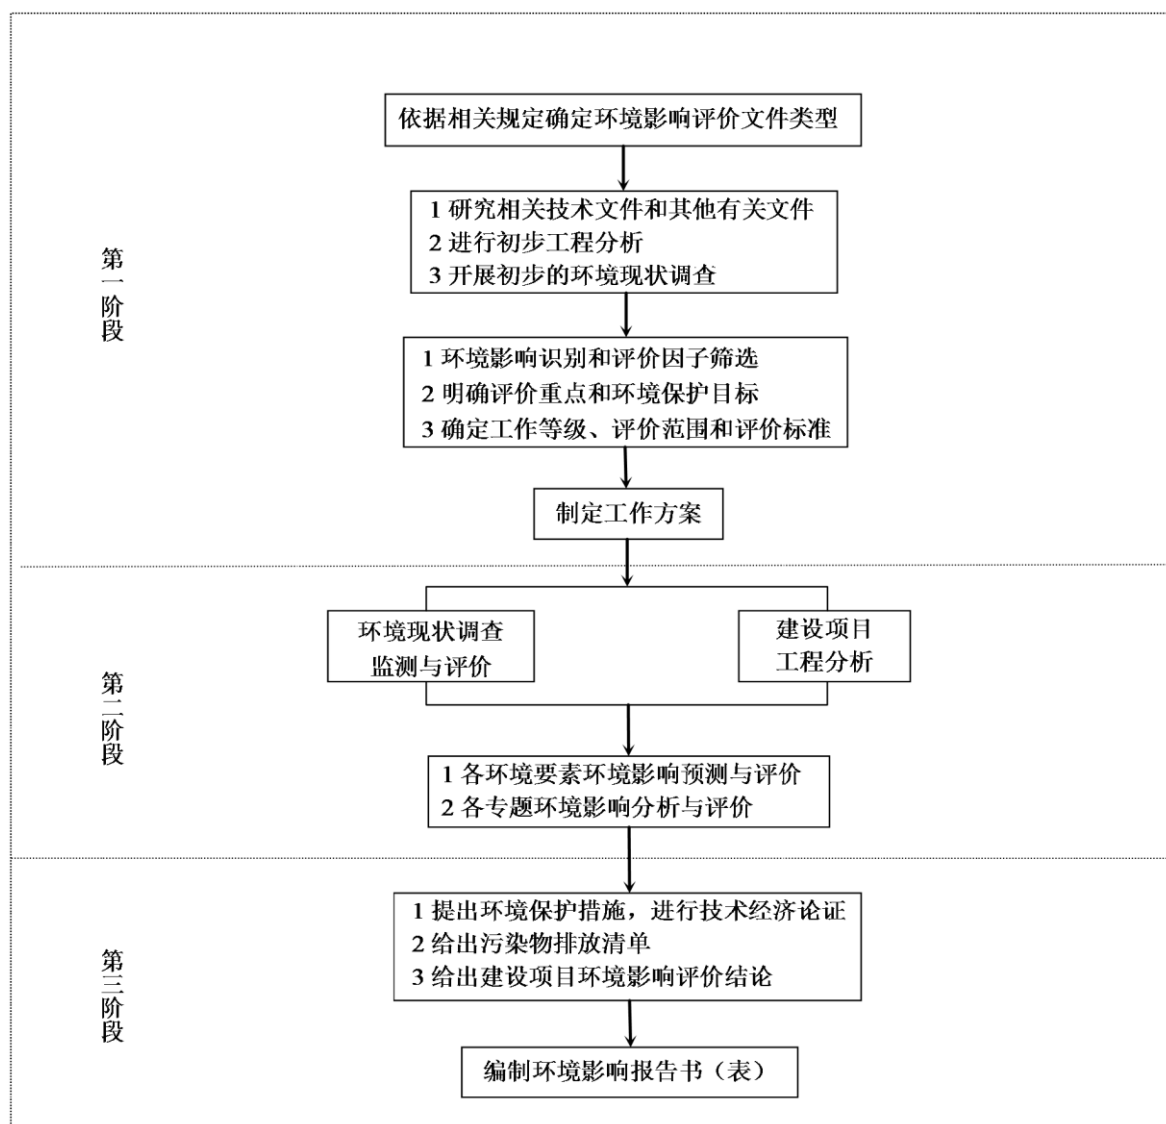 依据相关规定确定环境影响评价文件类型
1 研究相关技术文件和其他有关文件
2 进行初步工程分析
3 开展初步的环境现状调查
第一阶段
1 环境影响识别和评价因子筛选
2 明确评价重点和环境保护目标
3 确定工作等级、评价范围和评价标准
制定工作方案
环境现状调查
监测与评价
建设项目
工程分析
第二阶段
1 各环境要素环境影响预测与评价
2 各专题环境影响分析与评价
1 提出环境保护措施，进行技术经济论证
2 给出污染物排放清单
3 给出建设项目环境影响评价结论
第三阶段
编制环境影响报告书（表）